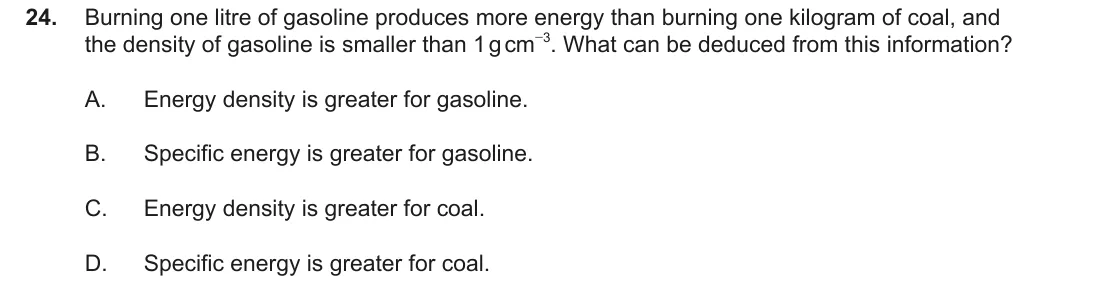 24. Burning one litre of gasoline produces more energy than burning one kilogram of coal, and
the density of gasoline is smaller than 1 g cm⁻³. What can be deduced from this information?
A. Energy density is greater for gasoline.
B. Specific energy is greater for gasoline.
C. Energy density is greater for coal.
D. Specific energy is greater for coal.